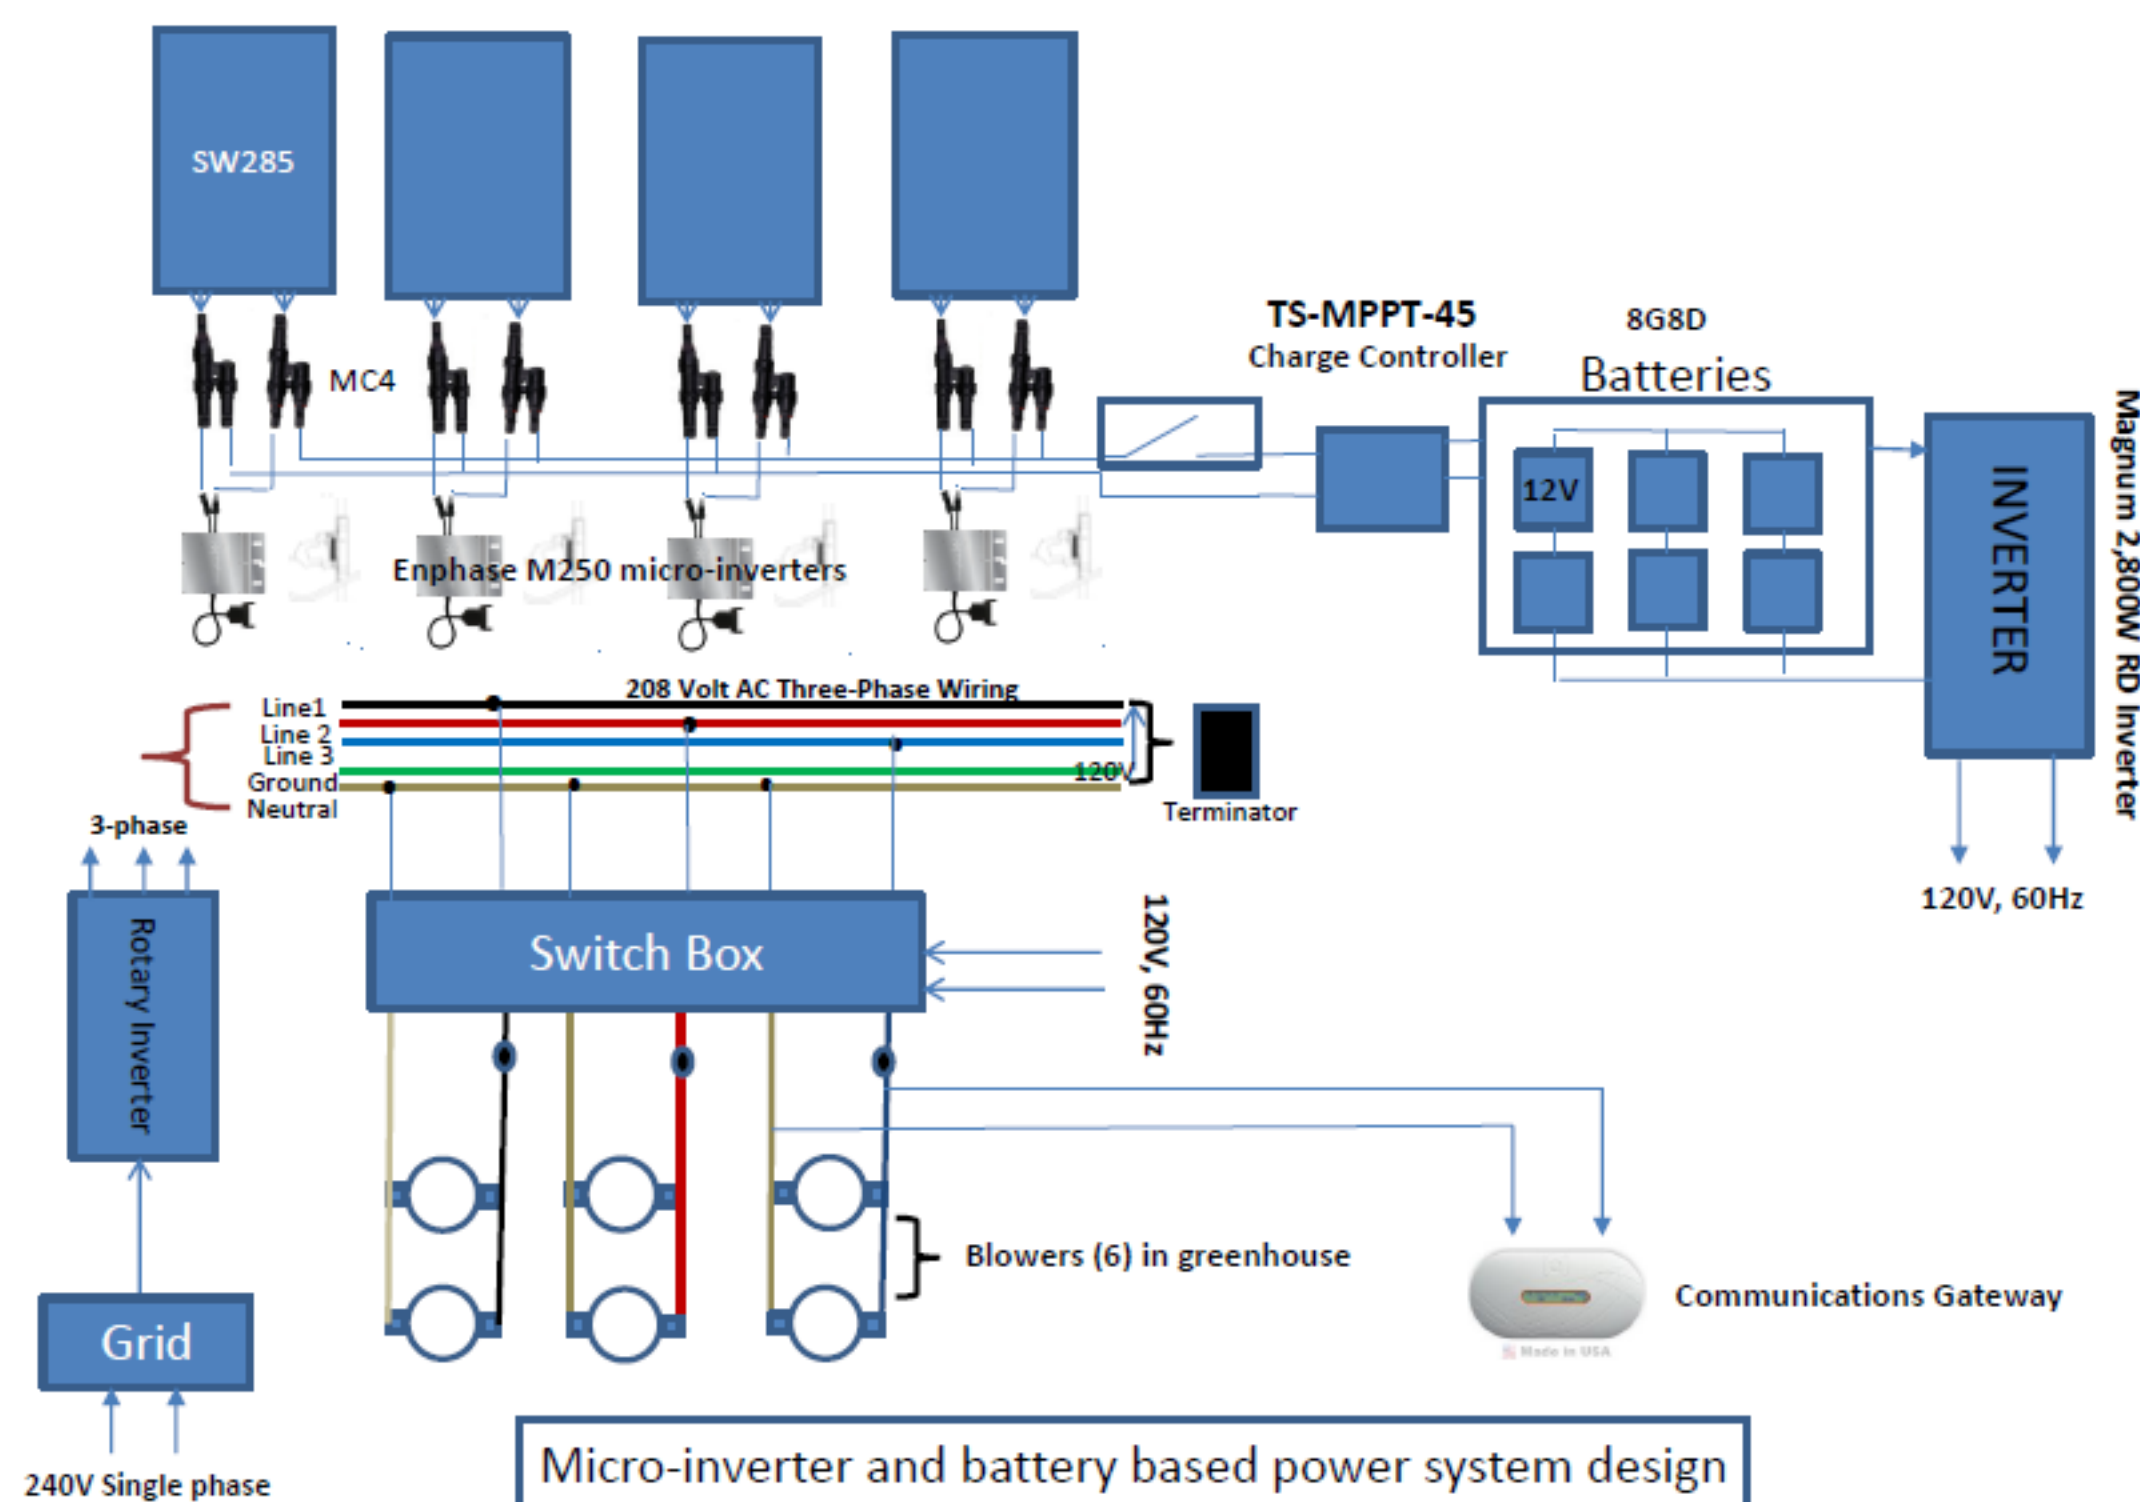 SW285
MC4
TS-MPPT-45
Charge Controller
8G8D
Batteries
12V
INVERTER
Magnum 2,800W RD Inverter
120V, 60Hz
Enphase M250 micro-inverters
208 Volt AC Three-Phase Wiring
Line1
Line 2
Line 3
Ground
Neutral
120V
Terminator
3-phase
Rotary Inverter
Switch Box
120V, 60Hz
Blowers (6) in greenhouse
Made in USA
Communications Gateway
Grid
240V Single phase
Micro-inverter and battery based power system design